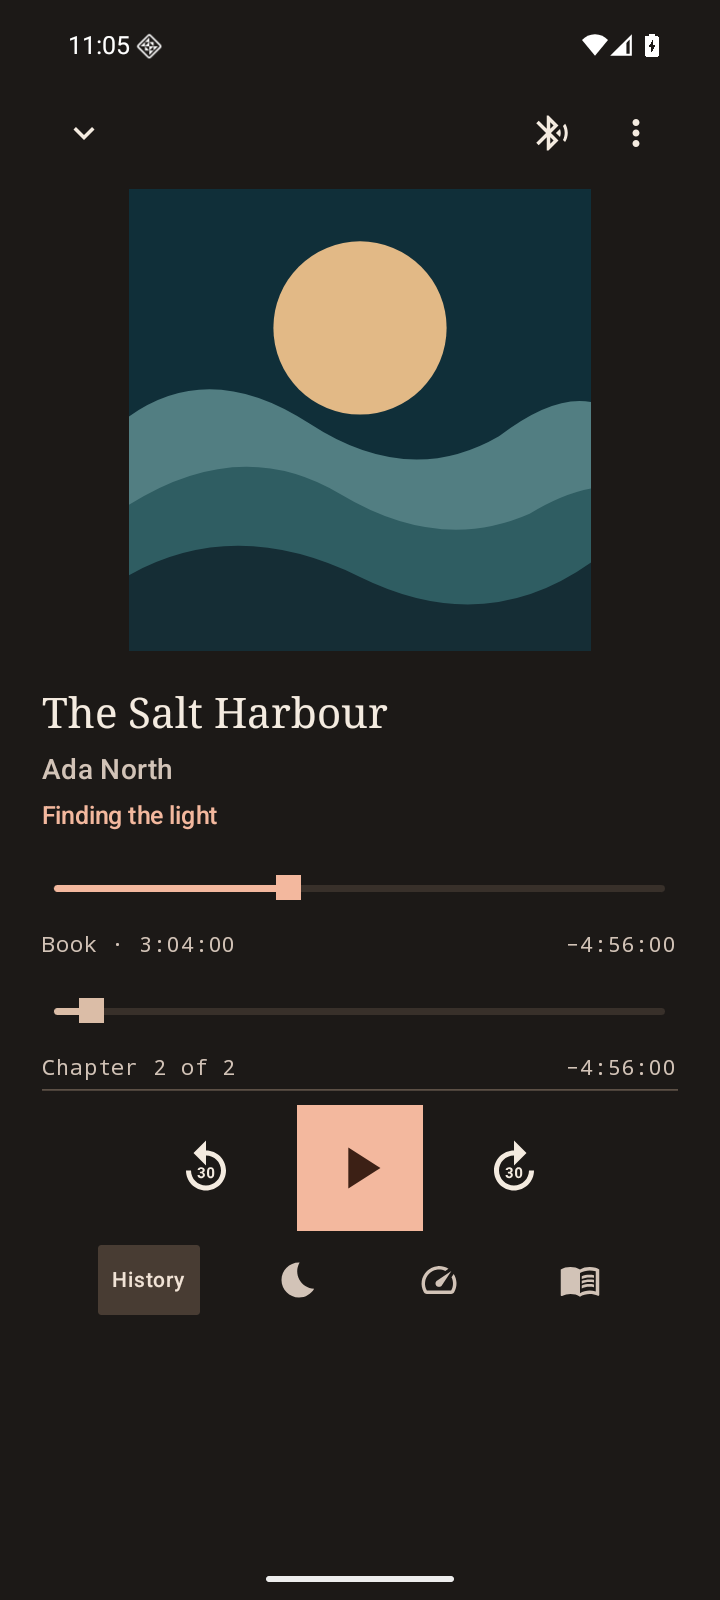 11:05
The Salt Harbour
Ada North
Finding the light
Book · 3:04:00
−4:56:00
Chapter 2 of 2
−4:56:00
30
30
History